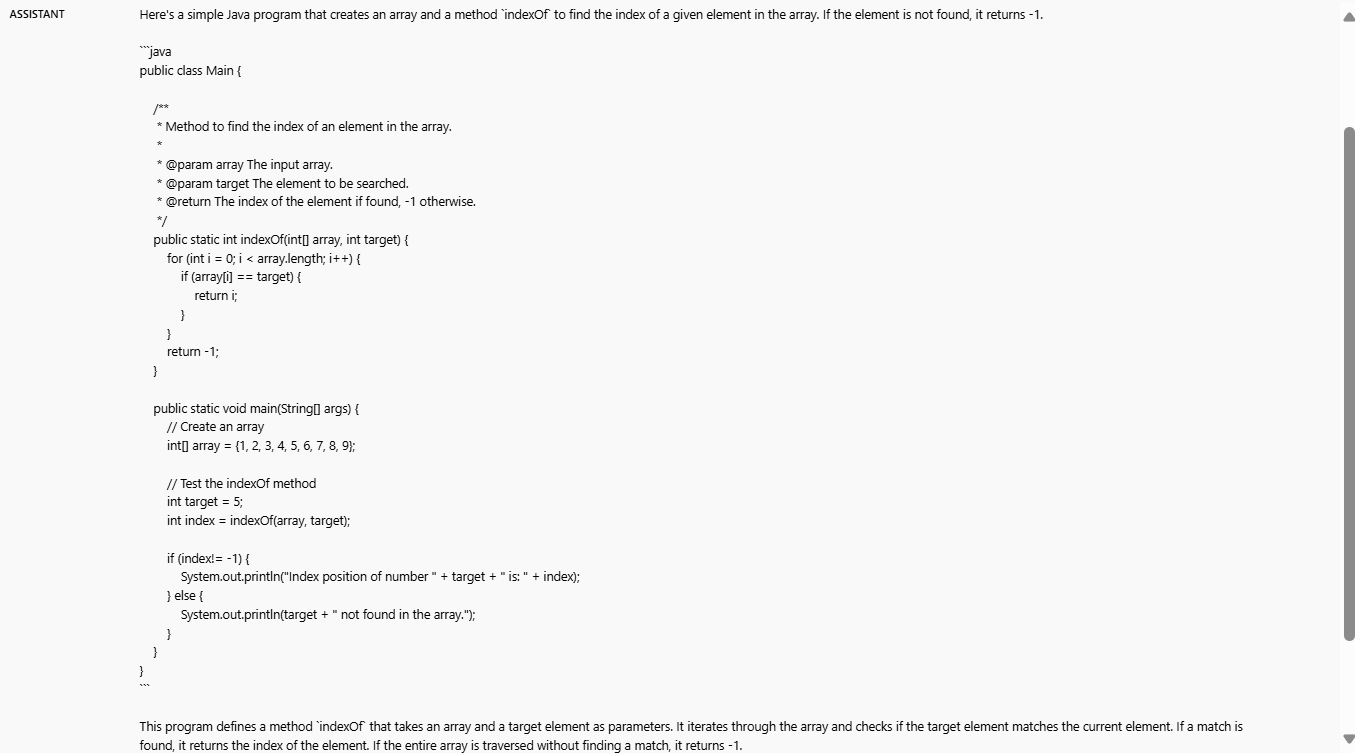 ASSISTANT
Here's a simple Java program that creates an array and a method `indexOf` to find the index of a given element in the array. If the element is not found, it returns -1.
```java
public class Main {
/**
* Method to find the index of an element in the array.
*
* @param array The input array.
* @param target The element to be searched.
* @return The index of the element if found, -1 otherwise.
*/
public static int indexOf(int[] array, int target) {
for (int i = 0; i < array.length; i++) {
if (array[i] == target) {
return i;
}
}
return -1;
}
public static void main(String[] args) {
// Create an array
int[] array = {1, 2, 3, 4, 5, 6, 7, 8, 9};
// Test the indexOf method
int target = 5;
int index = indexOf(array, target);
if (index!= -1) {
System.out.println("Index position of number " + target + " is: " + index);
} else {
System.out.println(target + " not found in the array.");
}
}
}
```
This program defines a method `indexOf` that takes an array and a target element as parameters. It iterates through the array and checks if the target element matches the current element. If a match is
found, it returns the index of the element. If the entire array is traversed without finding a match, it returns -1.